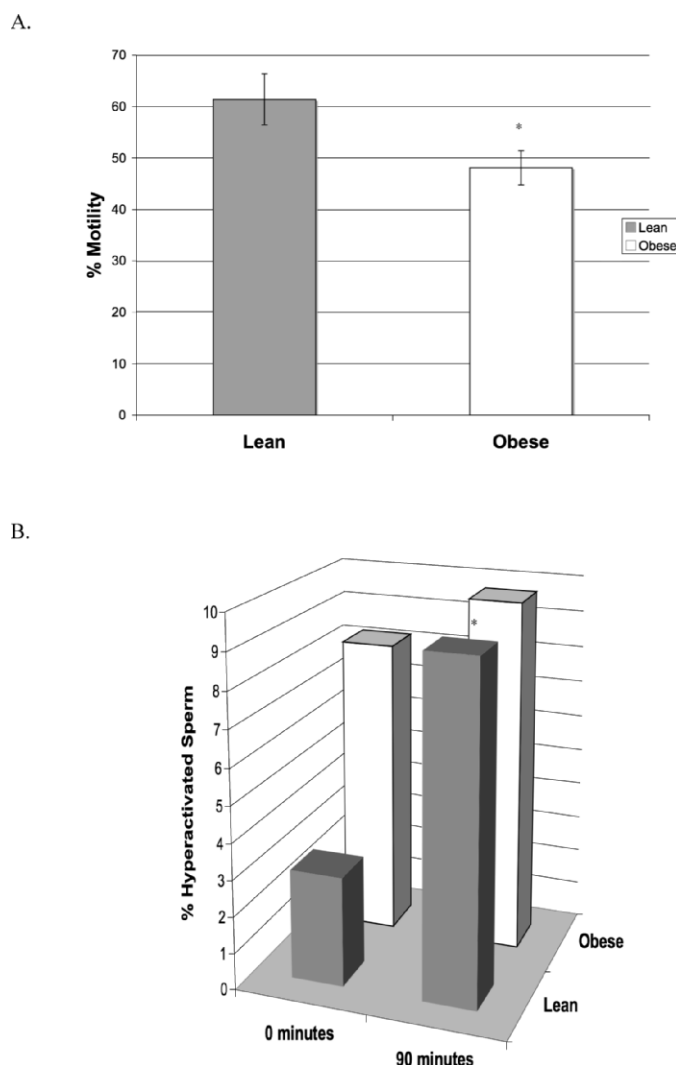 A.
70
60
50
40
30
20
10
0
% Motility
*
Lean
Obese
Lean
Obese
B.
10
9
8
7
6
5
4
3
2
1
0
% Hyperactivated Sperm
*
0 minutes
90 minutes
Lean
Obese